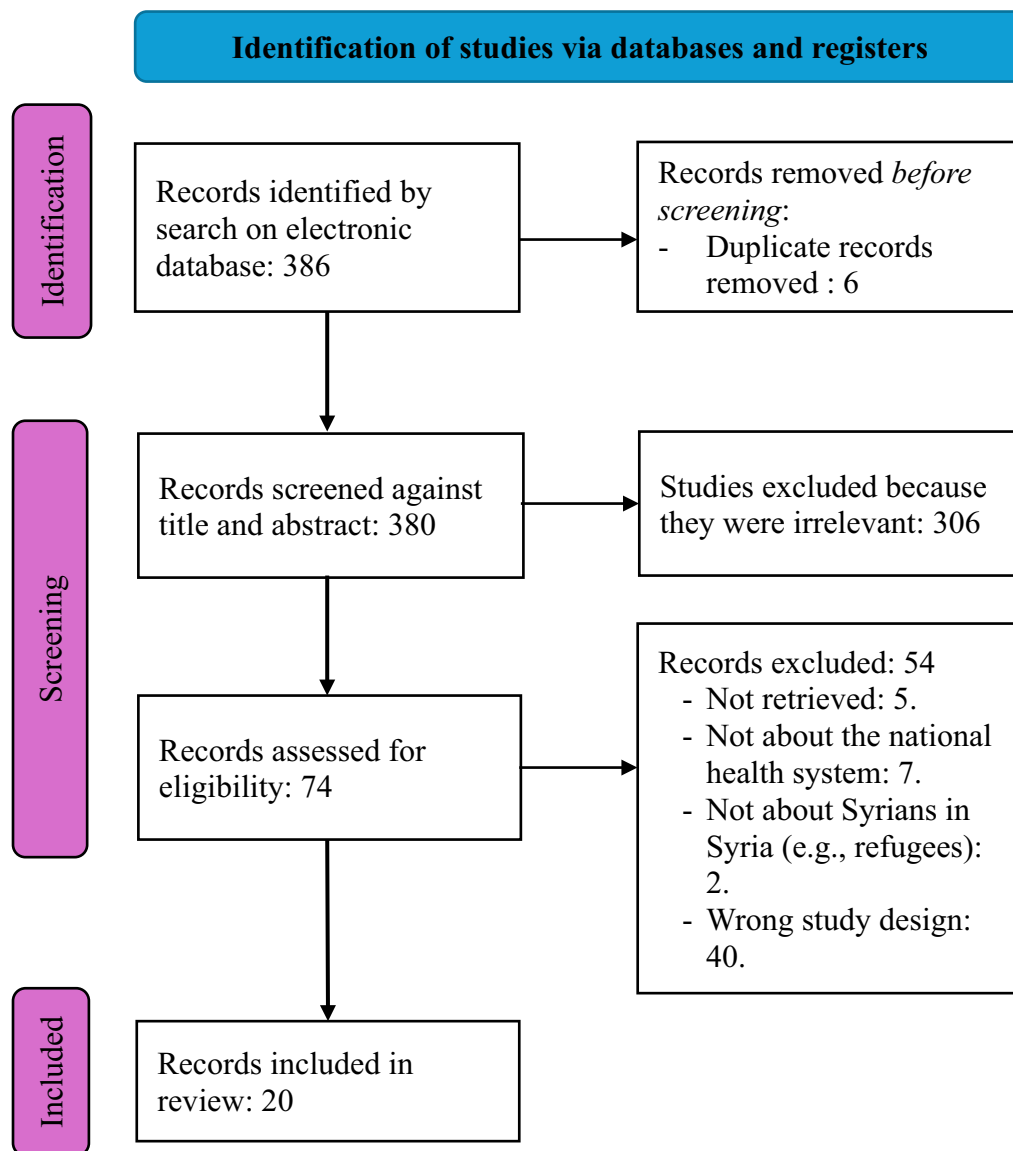 Identification of studies via databases and registers
Identification
Records identified by
search on electronic
database: 386
Records removed before
screening:
- Duplicate records
removed : 6
Screening
Records screened against
title and abstract: 380
Studies excluded because
they were irrelevant: 306
Records assessed for
eligibility: 74
Records excluded: 54
- Not retrieved: 5.
- Not about the national
health system: 7.
- Not about Syrians in
Syria (e.g., refugees):
2.
- Wrong study design:
40.
Included
Records included in
review: 20